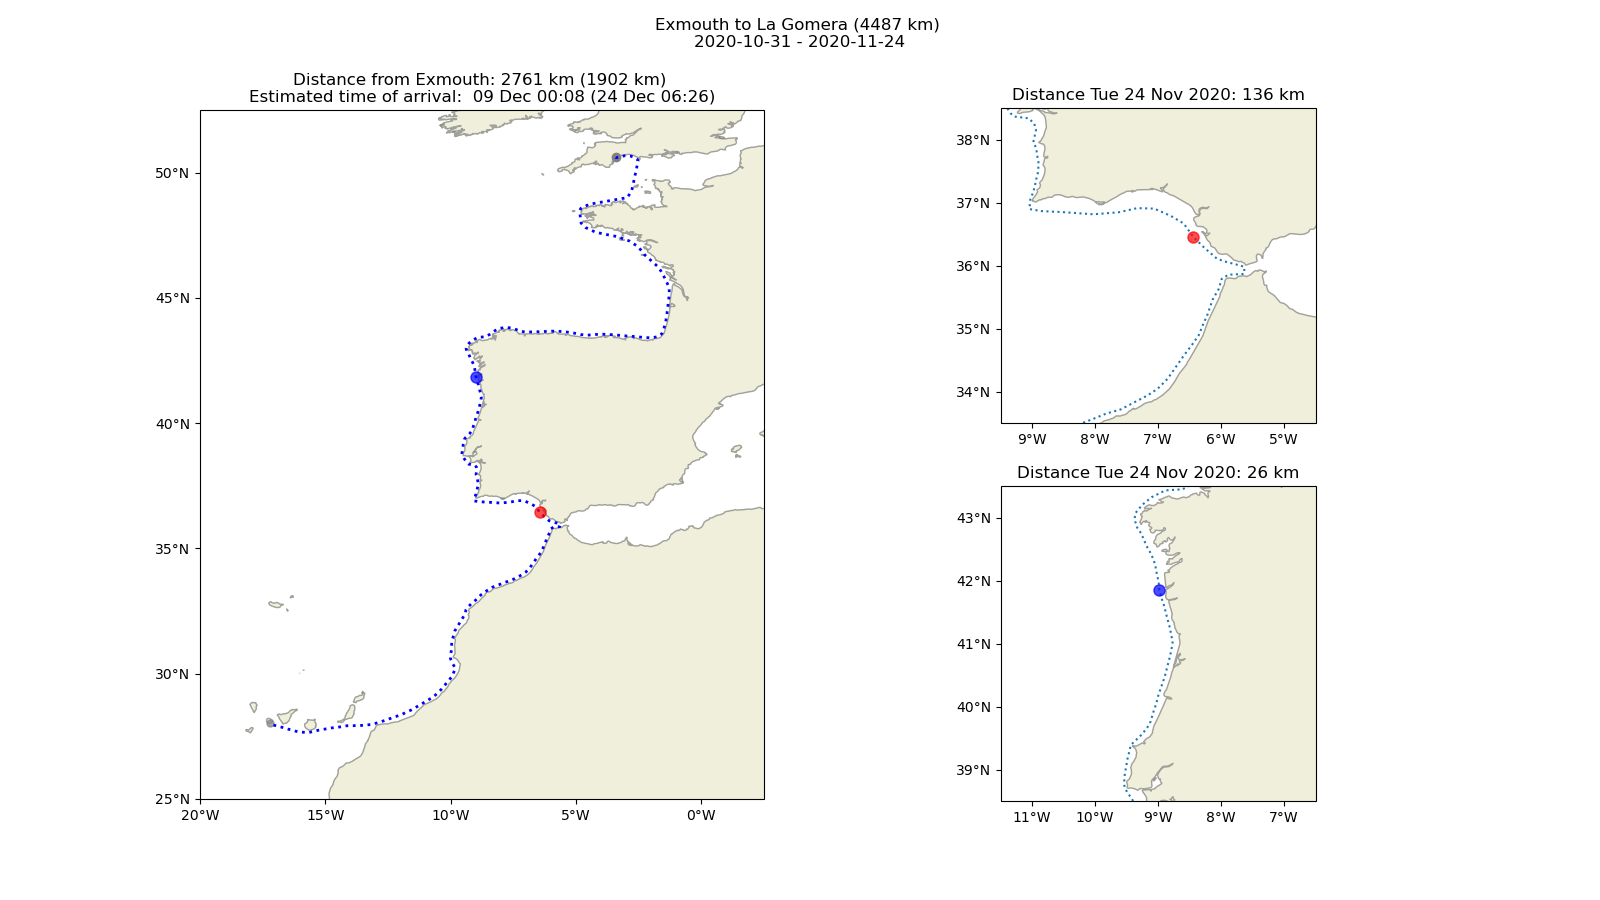 Exmouth to La Gomera (4487 km)
2020-10-31 - 2020-11-24
Distance from Exmouth: 2761 km (1902 km)
Estimated time of arrival:  09 Dec 00:08 (24 Dec 06:26)
50°N
45°N
40°N
35°N
30°N
25°N
20°W
15°W
10°W
5°W
0°W
Distance Tue 24 Nov 2020: 136 km
38°N
37°N
36°N
35°N
34°N
9°W
8°W
7°W
6°W
5°W
Distance Tue 24 Nov 2020: 26 km
43°N
42°N
41°N
40°N
39°N
11°W
10°W
9°W
8°W
7°W